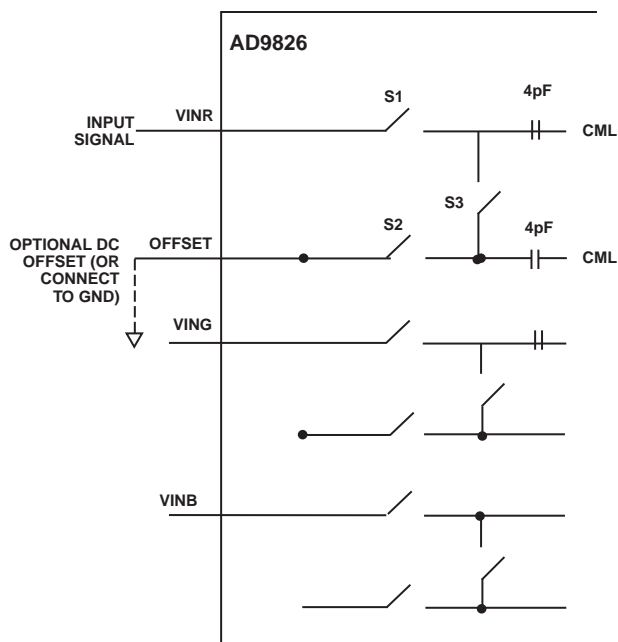 AD9826
S1
4pF
VINR
INPUT
SIGNAL
CML
S3
S2
4pF
OPTIONAL DC
OFFSET (OR
CONNECT
TO GND)
OFFSET
CML
VING
VINB